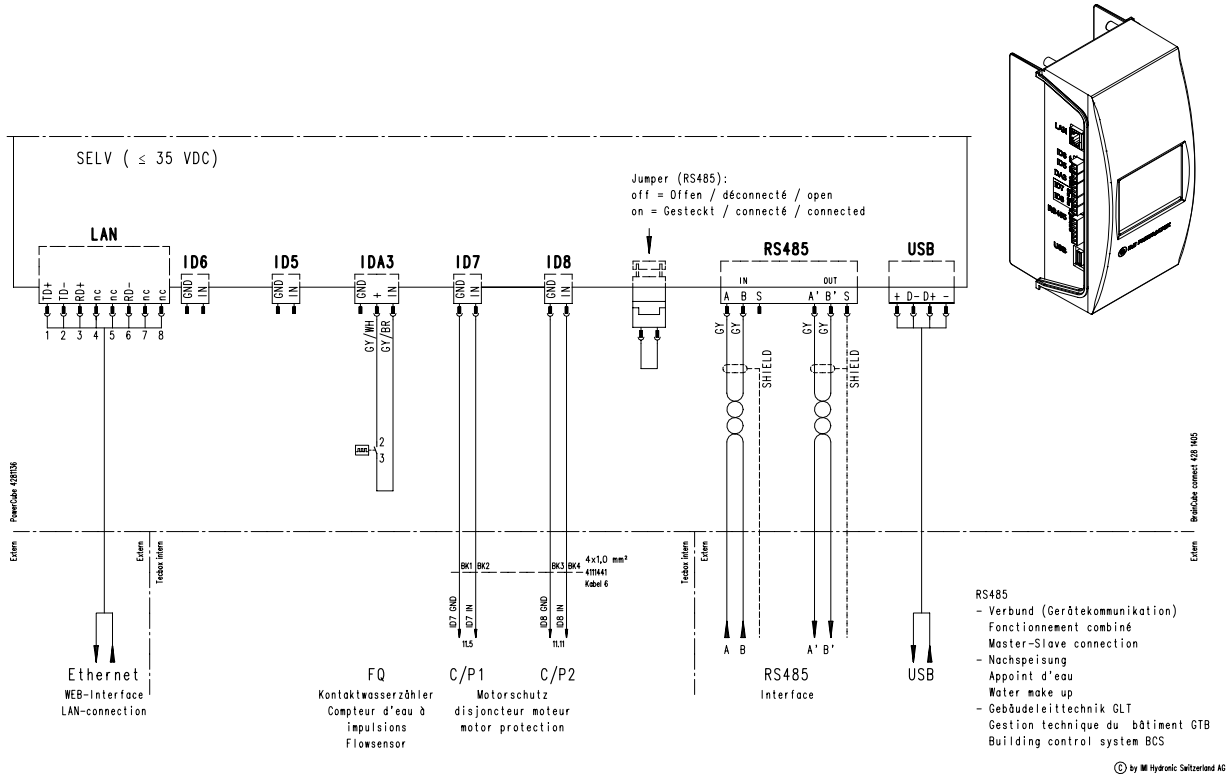 SELV ( ≤ 35 VDC)
Jumper (RS485):
off = Offen / déconnecté / open
on = Gesteckt / connecté / connected
LAN
ID6
ID5
IDA3
ID7
ID8
RS485
USB
TD+
TD-
RD+
nc
nc
RD-
nc
nc
GND
IN
GND
IN
GND
+
IN
GND
IN
GND
IN
IN
OUT
A B S A' B' S
+ D- D+ -
1 2 3 4 5 6 7 8
GY/WH
GY/BR
GY
GY
GY
GY
SHIELD
SHIELD
2
3
PowerCube 4281136
BrainCube connect 428 1405
Extern
Extern
Tecbox intern
Tecbox intern
Extern
Extern
BK1
BK2
BK3
BK4
4x1,0 mm²
4111441
Kabel 6
ID7 GND
ID7 IN
ID8 GND
ID8 IN
11.5
11.11
A B
A' B'
Ethernet
WEB-Interface
LAN-connection
FQ
Kontaktwasserzähler
Compteur d'eau à
impulsions
Flowsensor
C/P1
C/P2
Motorschutz
disjoncteur moteur
motor protection
RS485
Interface
USB
RS485
- Verbund (Gerätekommunikation)
Fonctionnement combiné
Master-Slave connection
- Nachspeisung
Appoint d'eau
Water make up
- Gebäudeleittechnik GLT
Gestion technique du bâtiment GTB
Building control system BCS
© by IMI Hydronic Switzerland AG
LAN
ID6
ID5
ID7
ID8
RS485
USB